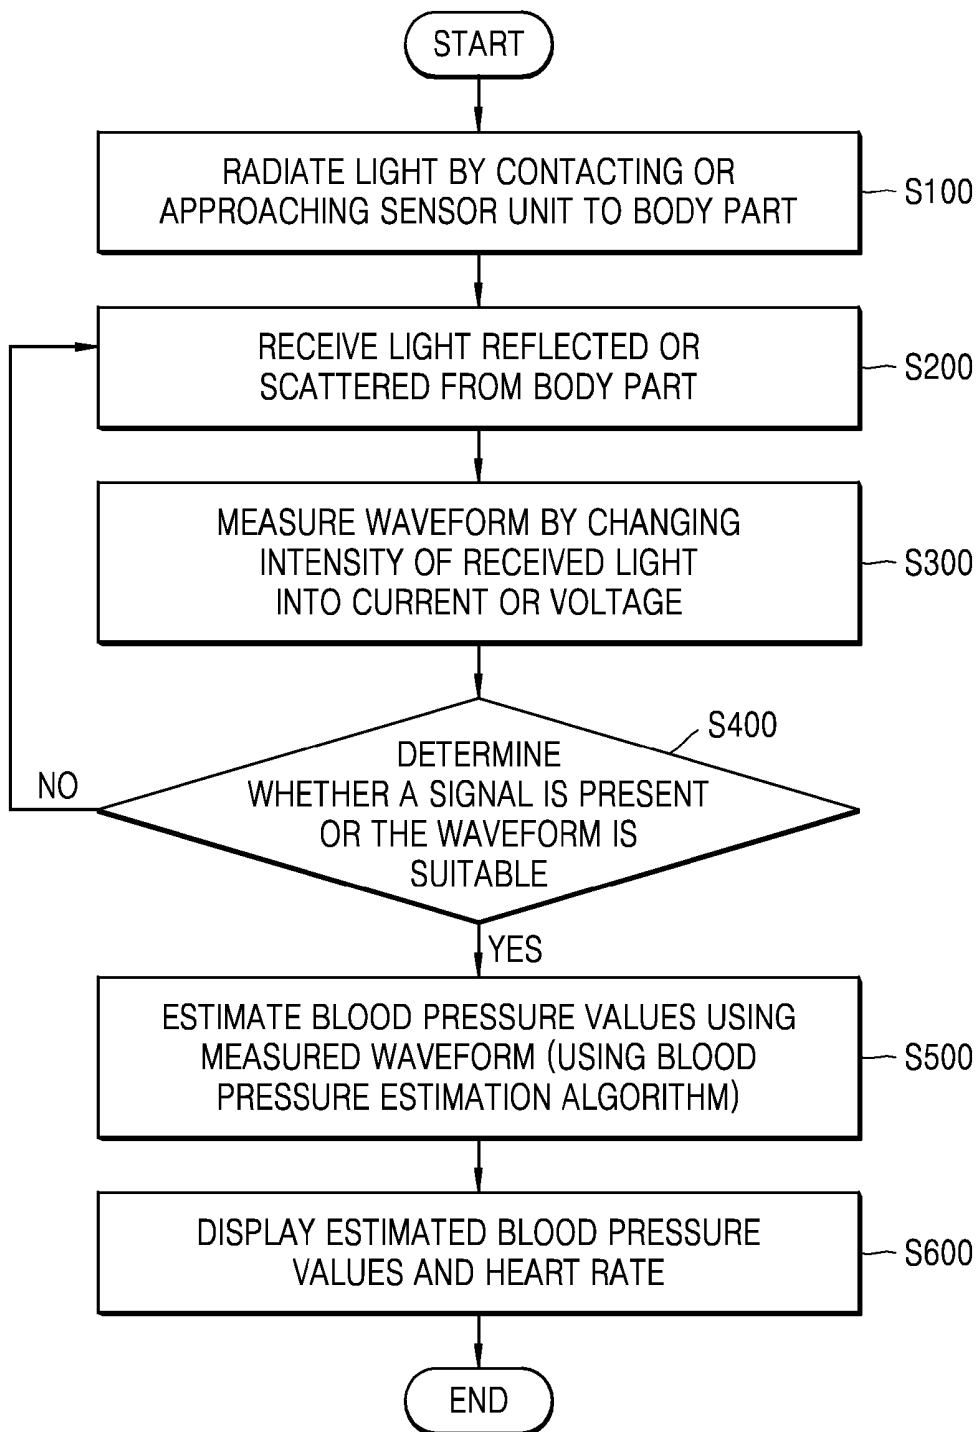 START
RADIATE LIGHT BY CONTACTING OR
APPROACHING SENSOR UNIT TO BODY PART
S100
RECEIVE LIGHT REFLECTED OR
SCATTERED FROM BODY PART
S200
MEASURE WAVEFORM BY CHANGING
INTENSITY OF RECEIVED LIGHT
INTO CURRENT OR VOLTAGE
S300
S400
DETERMINE
WHETHER A SIGNAL IS PRESENT
OR THE WAVEFORM IS
SUITABLE
NO
YES
ESTIMATE BLOOD PRESSURE VALUES USING
MEASURED WAVEFORM (USING BLOOD
PRESSURE ESTIMATION ALGORITHM)
S500
DISPLAY ESTIMATED BLOOD PRESSURE
VALUES AND HEART RATE
S600
END